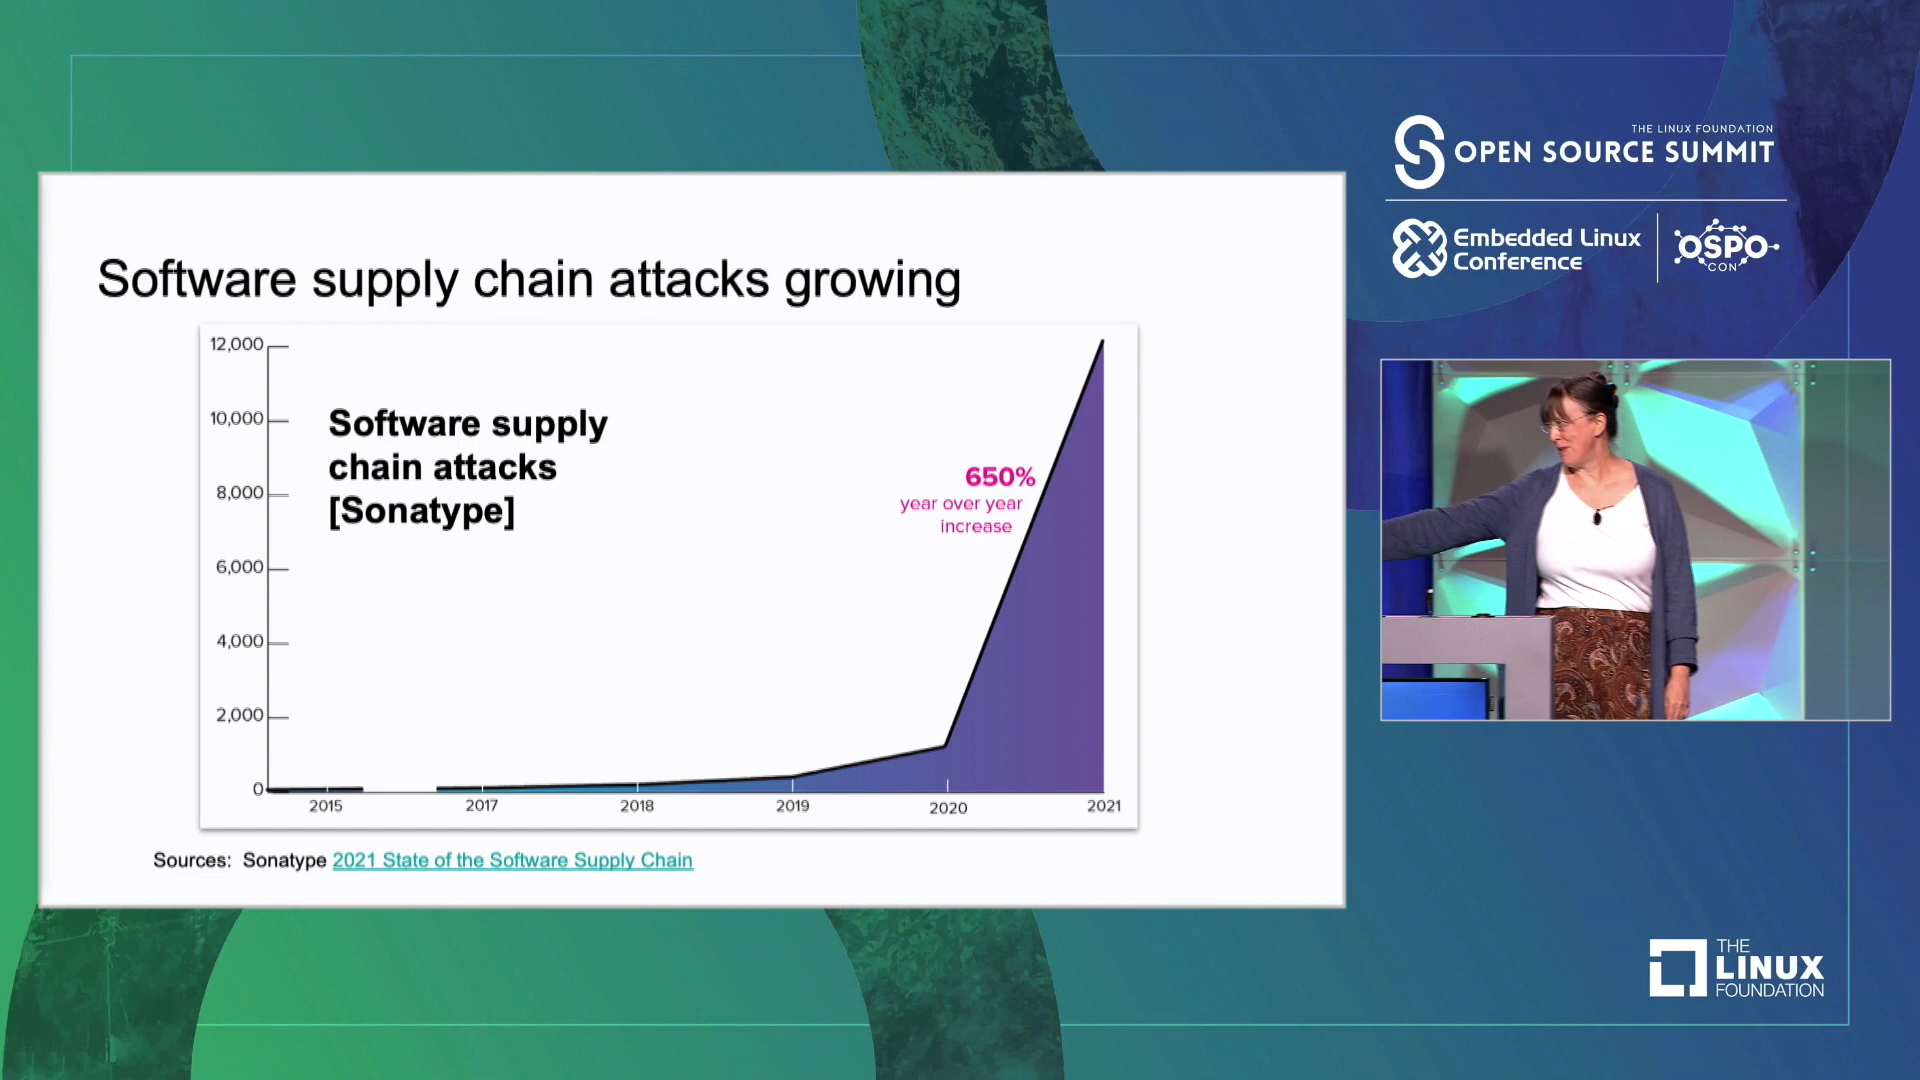 THE LINUX FOUNDATION
OPEN SOURCE SUMMIT
Embedded Linux
Conference
OSPO
CON
Software supply chain attacks growing
12,000
10,000
8,000
6,000
4,000
2,000
0
Software supply
chain attacks
[Sonatype]
650%
year over year
increase
2015
2017
2018
2019
2020
2021
Sources: Sonatype 2021 State of the Software Supply Chain
THE
LINUX
FOUNDATION